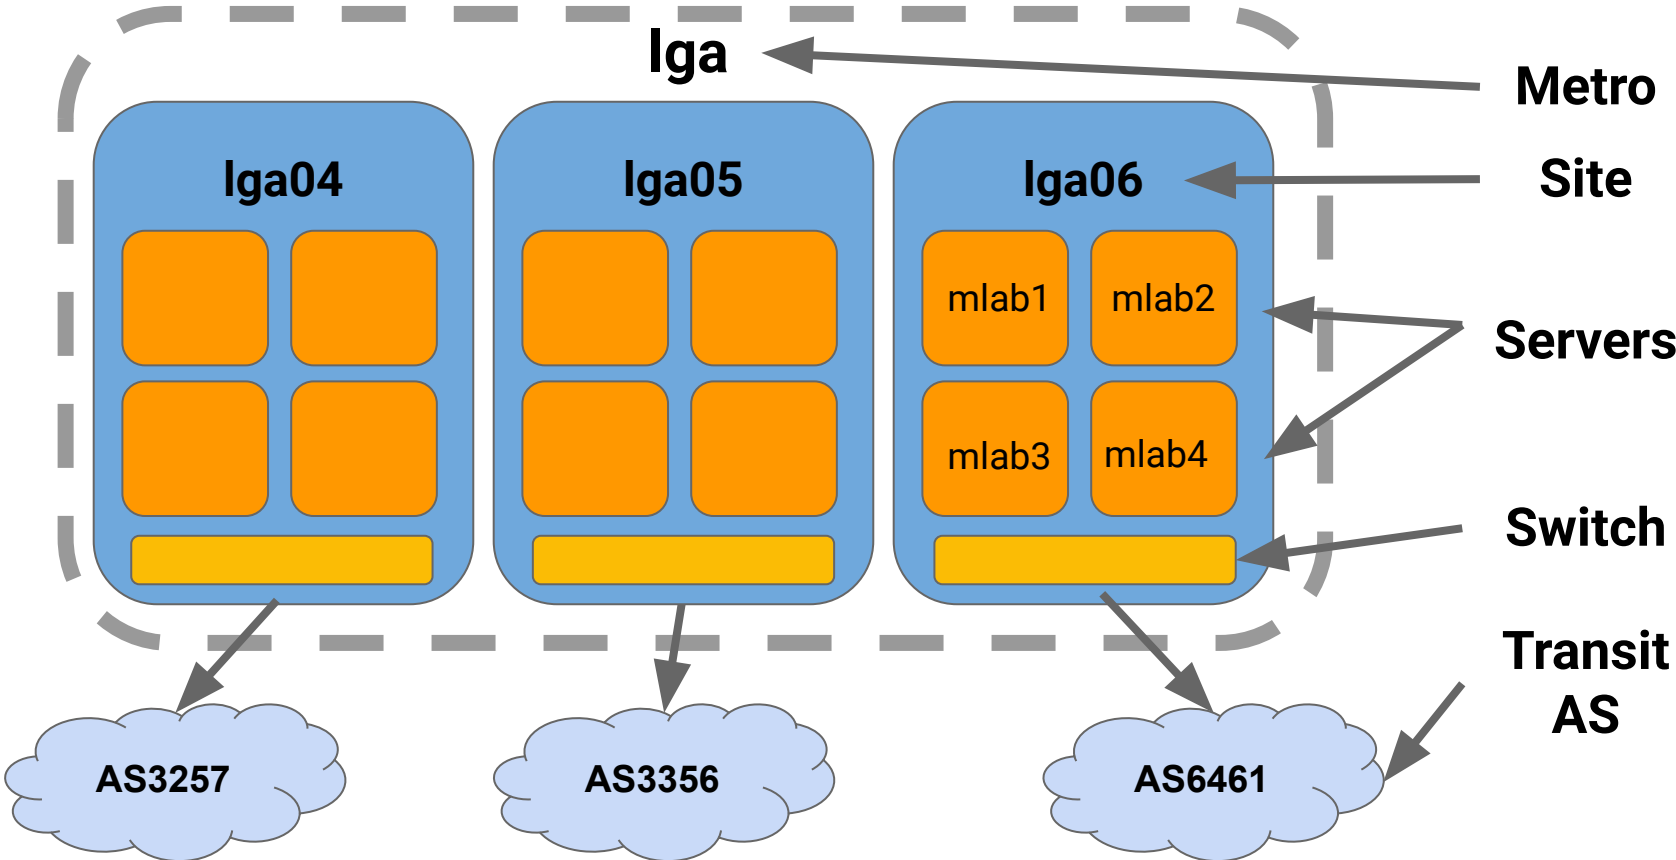 lga
Metro
lga04
lga05
lga06
Site
mlab1
mlab2
Servers
mlab3
mlab4
Switch
Transit
AS
AS3257
AS3356
AS6461